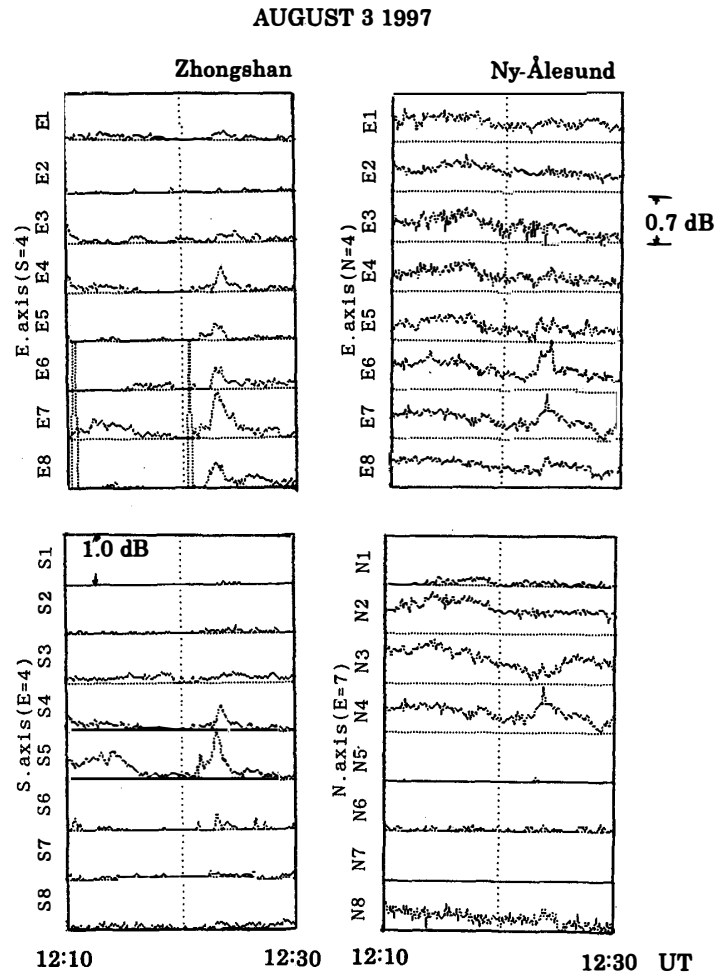 AUGUST 3 1997
Zhongshan
Ny-Ålesund
E.axis(S=4)
E1
E2
E3
E4
E5
E6
E7
E8
E.axis(N=4)
E1
E2
E3
E4
E5
E6
E7
E8
0.7 dB
S.axis(E=4)
S1
S2
S3
S4
S5
S6
S7
S8
1.0 dB
N.axis(E=7)
N1
N2
N3
N4
N5
N6
N7
N8
12:10
12:30
12:10
12:30 UT